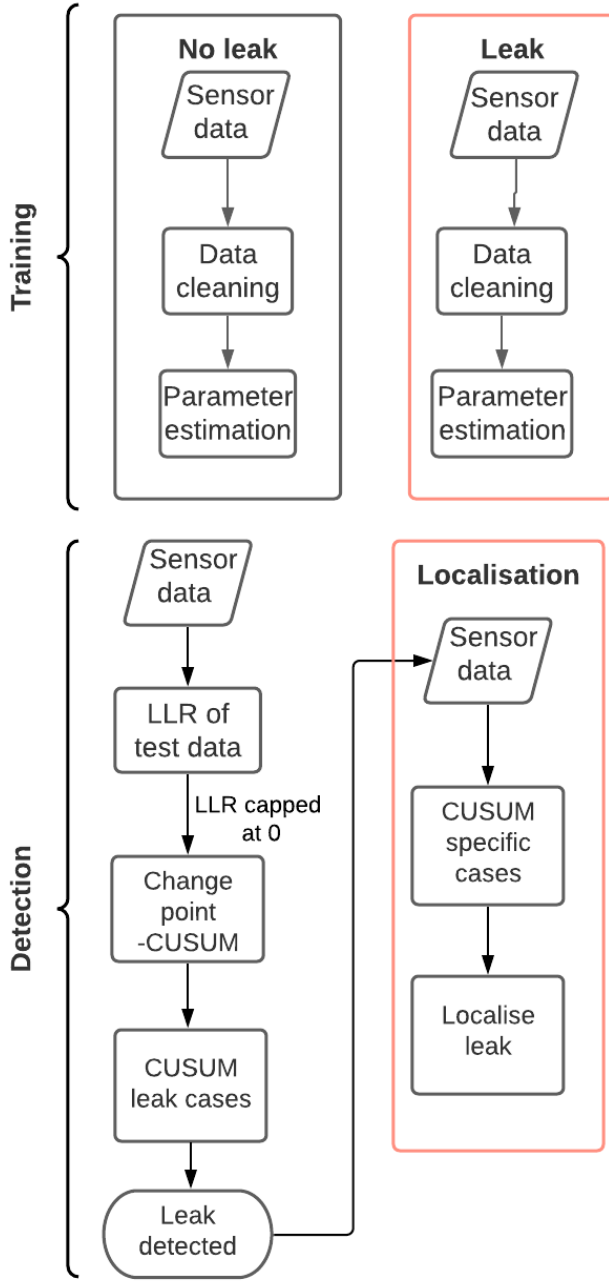 Training
No leak
Sensor
data
Data
cleaning
Parameter
estimation
Leak
Sensor
data
Data
cleaning
Parameter
estimation
Detection
Sensor
data
LLR of
test data
LLR capped
at 0
Change
point
-CUSUM
CUSUM
leak cases
Leak
detected
Localisation
Sensor
data
CUSUM
specific
cases
Localise
leak